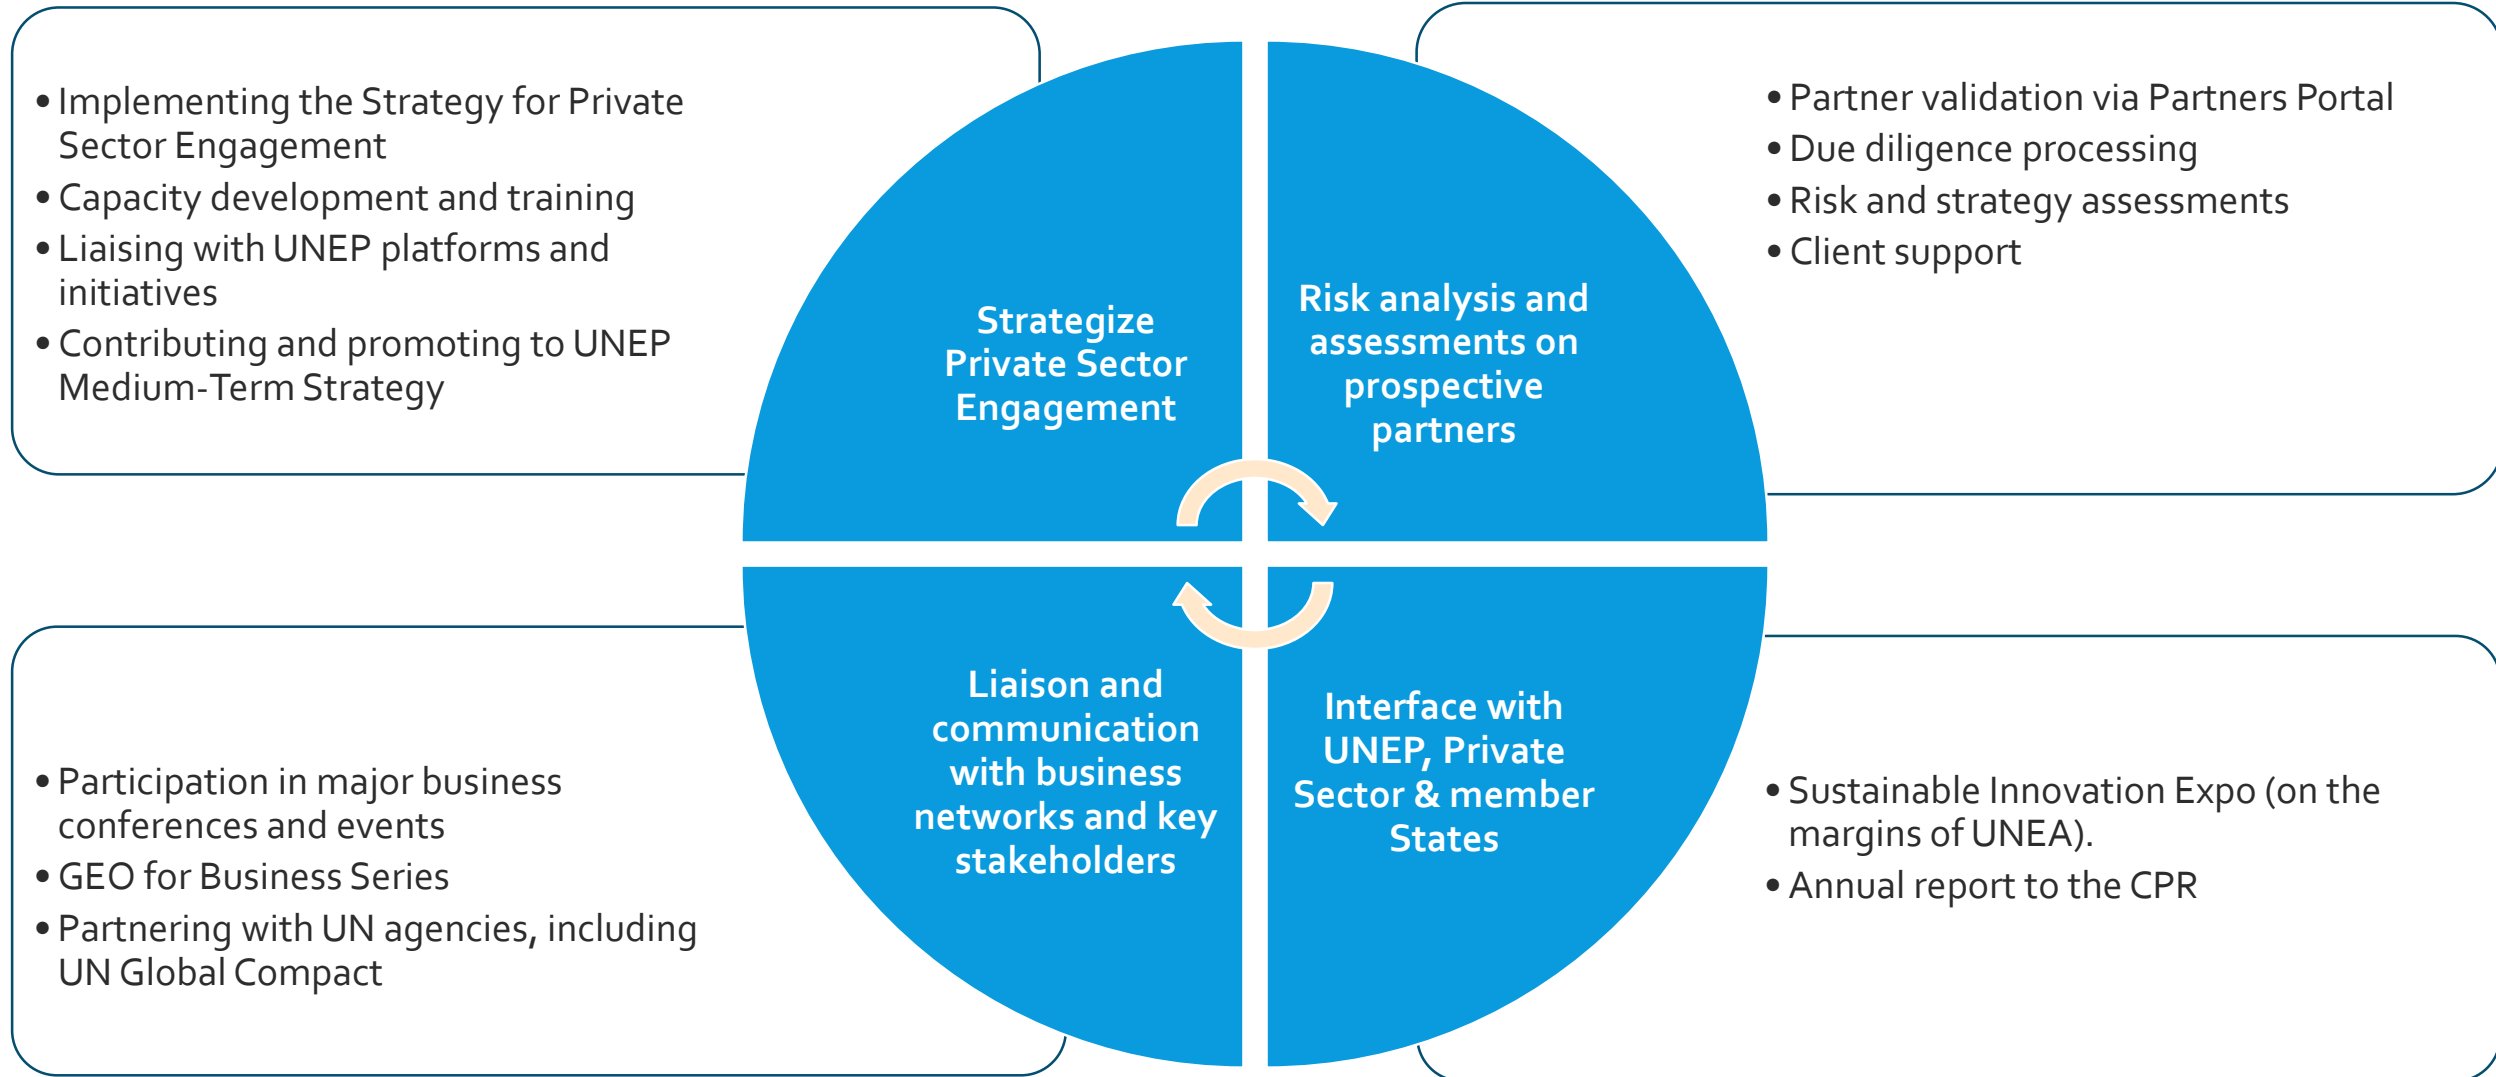 • Implementing the Strategy for Private
Sector Engagement
• Capacity development and training
• Liaising with UNEP platforms and
initiatives
• Contributing and promoting to UNEP
Medium-Term Strategy
Strategize
Private Sector
Engagement
Risk analysis and
assessments on
prospective
partners
• Partner validation via Partners Portal
• Due diligence processing
• Risk and strategy assessments
• Client support
• Participation in major business
conferences and events
• GEO for Business Series
• Partnering with UN agencies, including
UN Global Compact
Liaison and
communication
with business
networks and key
stakeholders
Interface with
UNEP, Private
Sector & member
States
• Sustainable Innovation Expo (on the
margins of UNEA).
• Annual report to the CPR